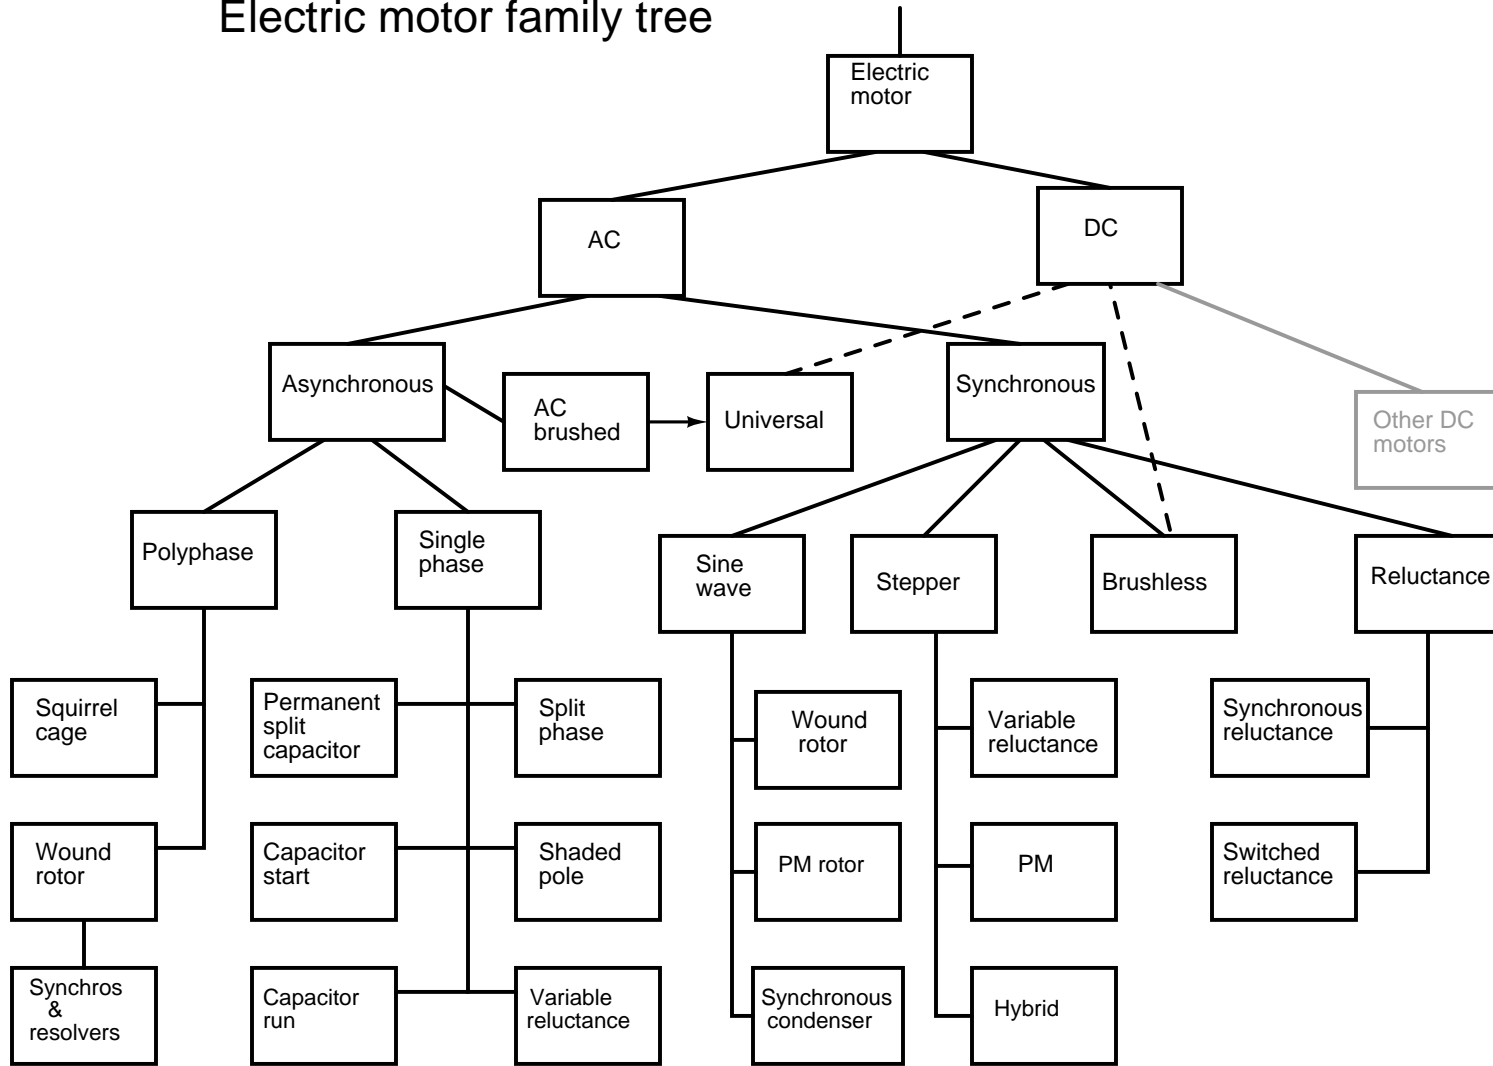 Electric motor family tree
Electric
motor
AC
DC
Asynchronous
AC
brushed
Universal
Synchronous
Other DC
motors
Polyphase
Single
phase
Sine
wave
Stepper
Brushless
Reluctance
Squirrel
cage
Permanent
split
capacitor
Split
phase
Wound
rotor
Variable
reluctance
Synchronous
reluctance
Wound
rotor
Capacitor
start
Shaded
pole
PM rotor
PM
Switched
reluctance
Synchros
&
resolvers
Capacitor
run
Variable
reluctance
Synchronous
condenser
Hybrid